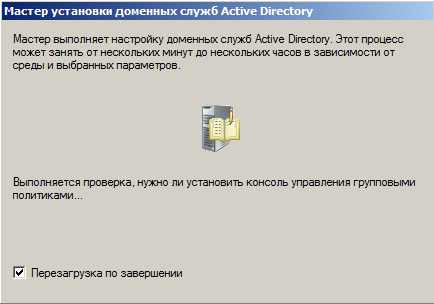 Мастер установки доменных служб Active Directory
Мастер выполняет настройку доменных служб Active Directory. Этот процесс
может занять от нескольких минут до нескольких часов в зависимости от
среды и выбранных параметров.
Выполняется проверка, нужно ли установить консоль управления групповыми
политиками...
Перезагрузка по завершении